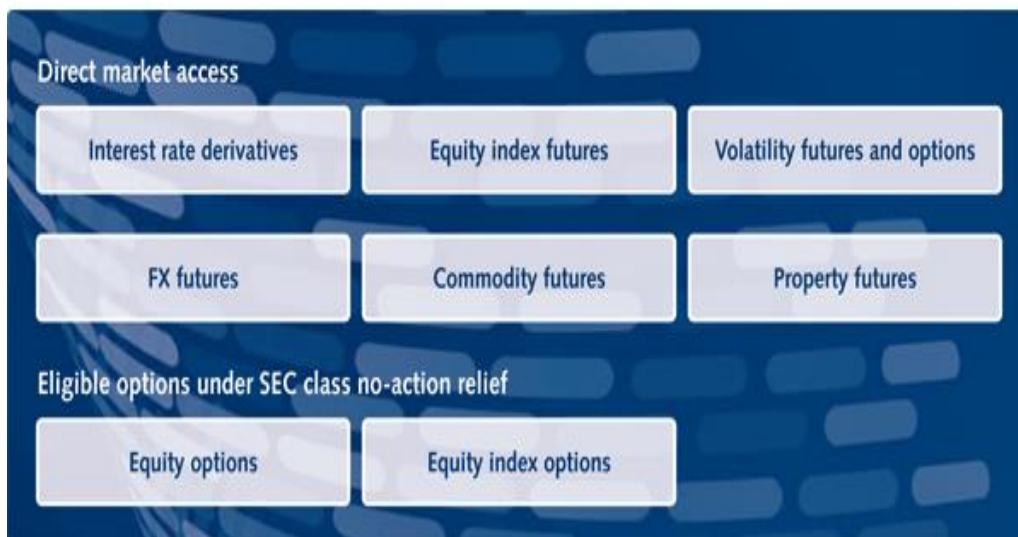 Direct market access
Interest rate derivatives
Equity index futures
Volatility futures and options
FX futures
Commodity futures
Property futures
Eligible options under SEC class no-action relief
Equity options
Equity index options